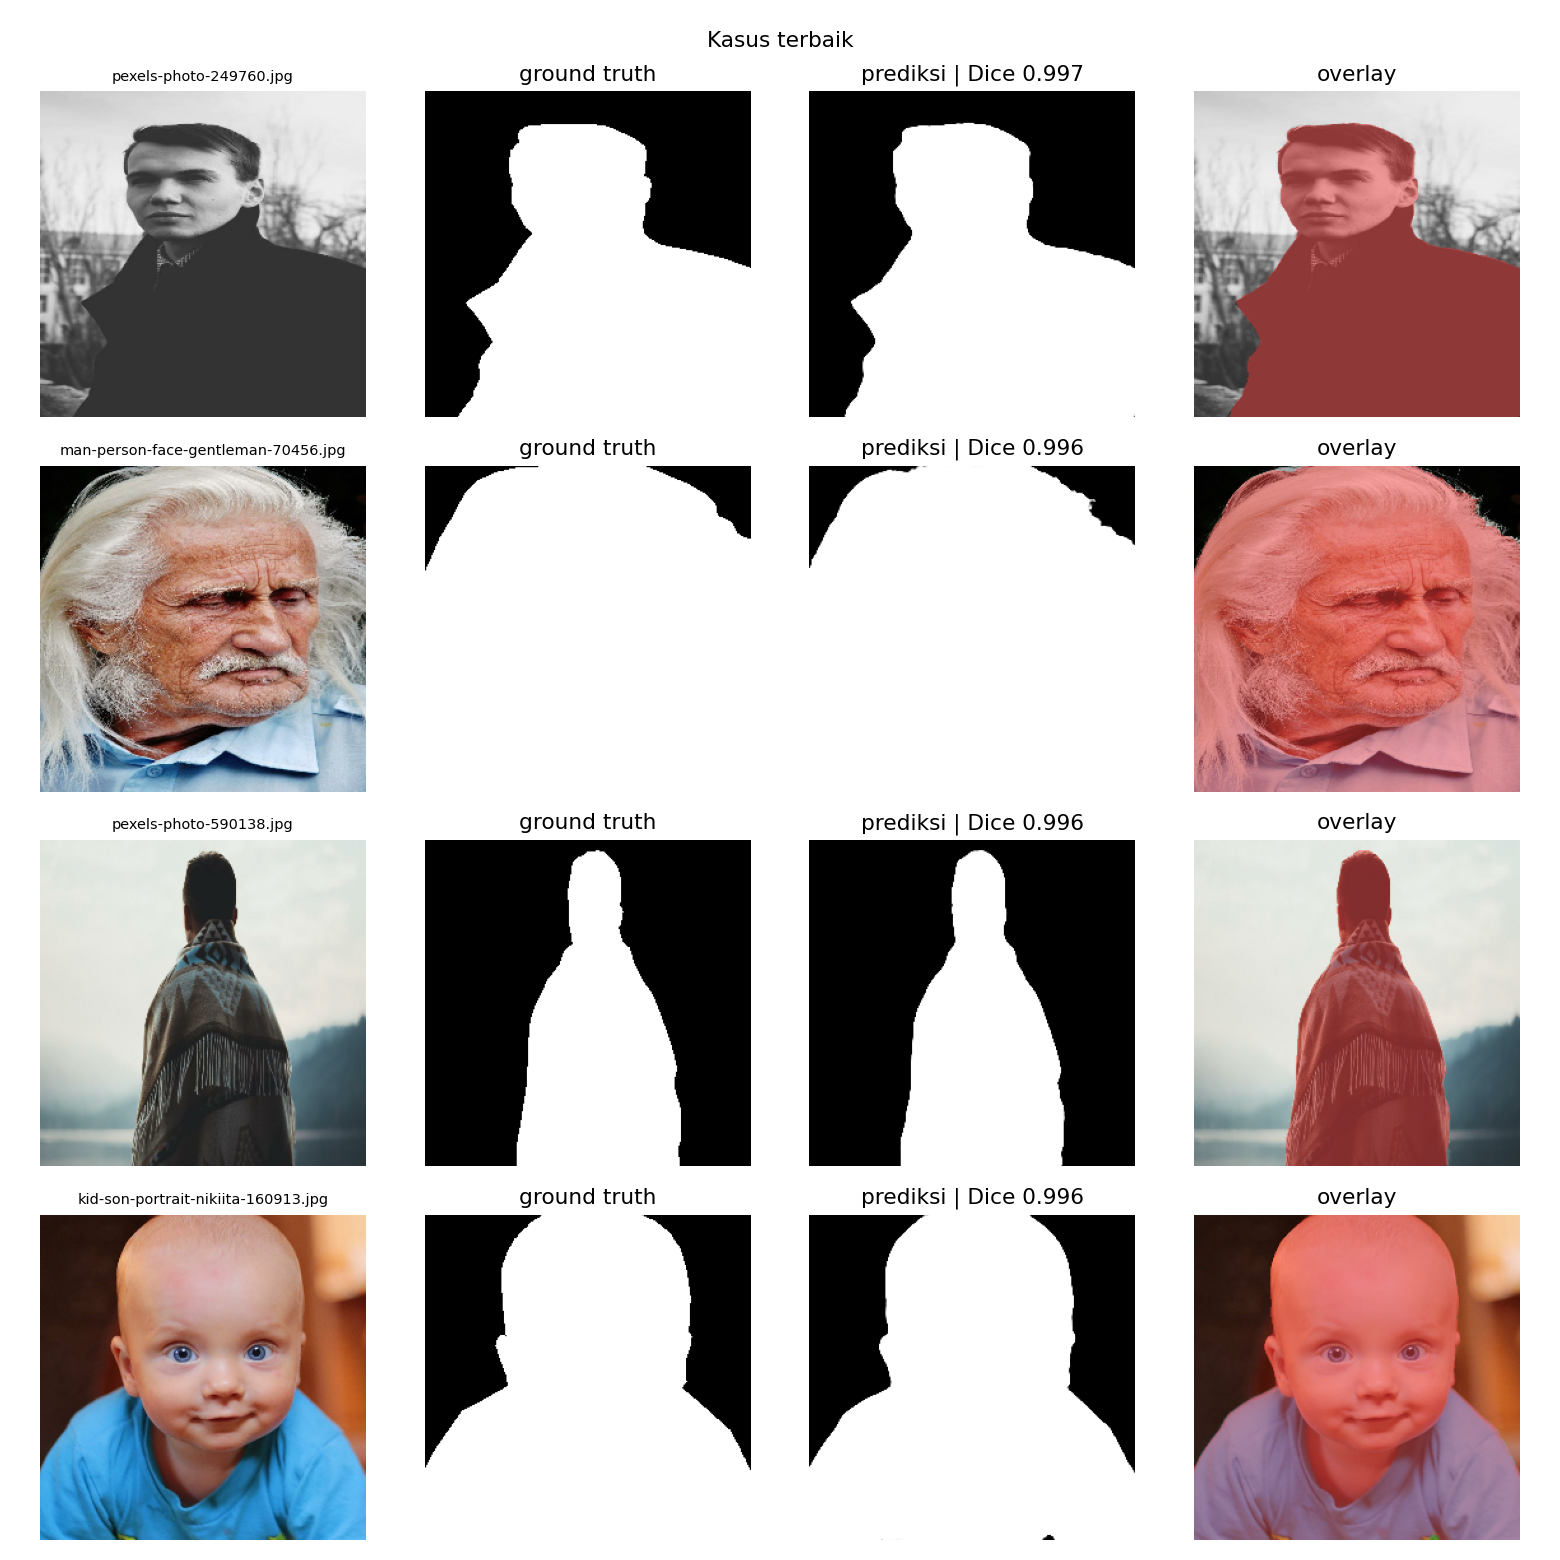 Kasus terbaik
pexels-photo-249760.jpg
ground truth
prediksi | Dice 0.997
overlay
man-person-face-gentleman-70456.jpg
ground truth
prediksi | Dice 0.996
overlay
pexels-photo-590138.jpg
ground truth
prediksi | Dice 0.996
overlay
kid-son-portrait-nikiita-160913.jpg
ground truth
prediksi | Dice 0.996
overlay